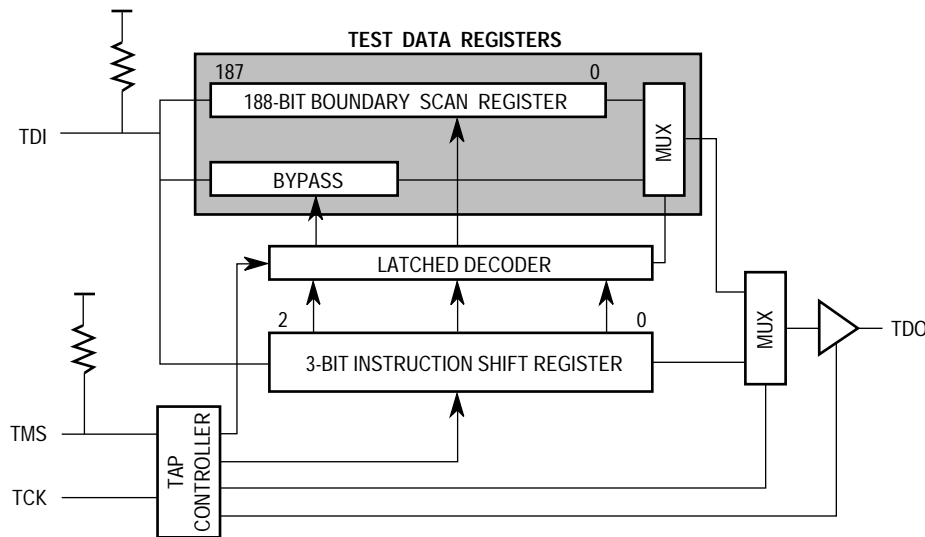 TEST DATA REGISTERS
187
0
188-BIT BOUNDARY SCAN REGISTER
MUX
TDI
BYPASS
LATCHED DECODER
2
0
3-BIT INSTRUCTION SHIFT REGISTER
MUX
TDO
TMS
TAP
CONTROLLER
TCK